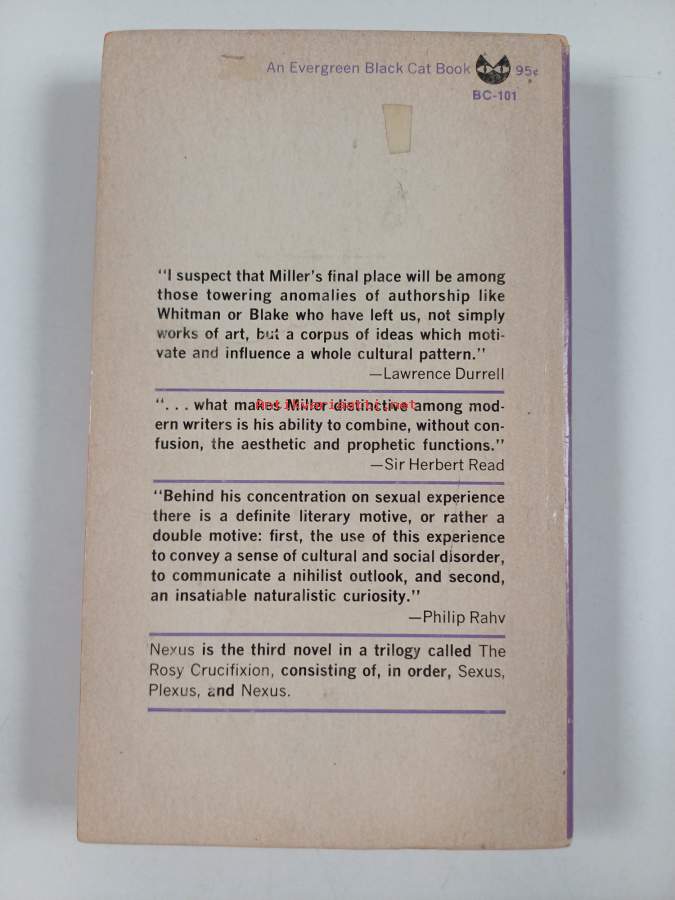 An Evergreen Black Cat Book 95¢
BC-101
"I suspect that Miller's final place will be among
those towering anomalies of authorship like
Whitman or Blake who have left us, not simply
works of art, but a corpus of ideas which moti-
vate and influence a whole cultural pattern."
—Lawrence Durrell
". . . what makes Miller distinctive among mod-
ern writers is his ability to combine, without con-
fusion, the aesthetic and prophetic functions."
—Sir Herbert Read
"Behind his concentration on sexual experience
there is a definite literary motive, or rather a
double motive: first, the use of this experience
to convey a sense of cultural and social disorder,
to communicate a nihilist outlook, and second,
an insatiable naturalistic curiosity."
—Philip Rahv
Nexus is the third novel in a trilogy called The
Rosy Crucifixion, consisting of, in order, Sexus,
Plexus, and Nexus.